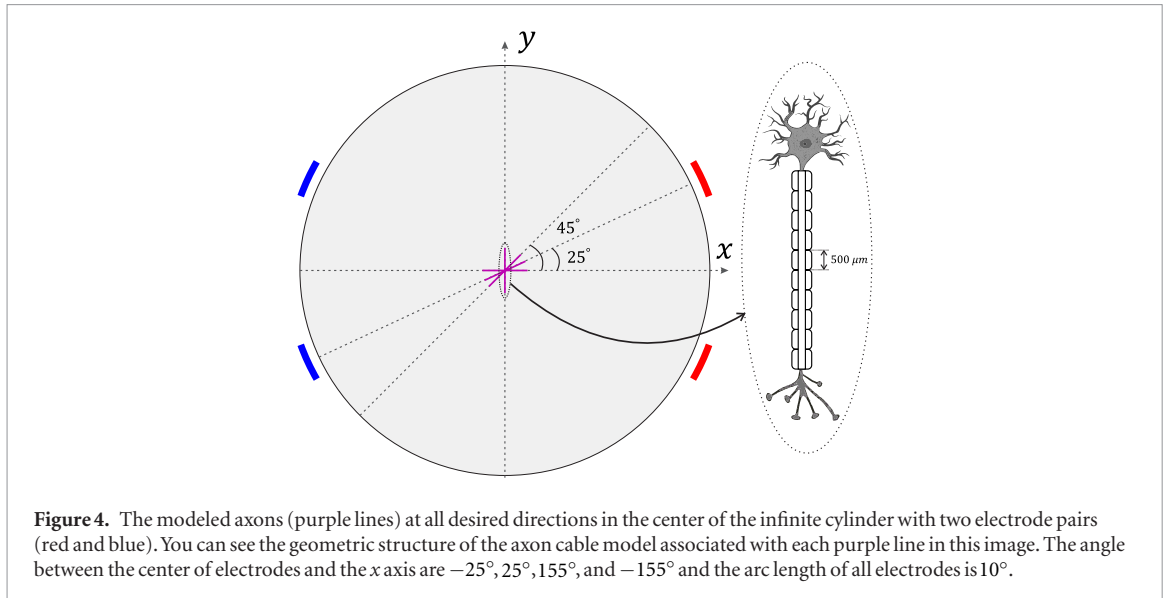 y
45°
25°
x
500 μm
Figure 4. The modeled axons (purple lines) at all desired directions in the center of the infinite cylinder with two electrode pairs
(red and blue). You can see the geometric structure of the axon cable model associated with each purple line in this image. The angle
between the center of electrodes and the x axis are −25°, 25°, 155°, and −155° and the arc length of all electrodes is 10°.